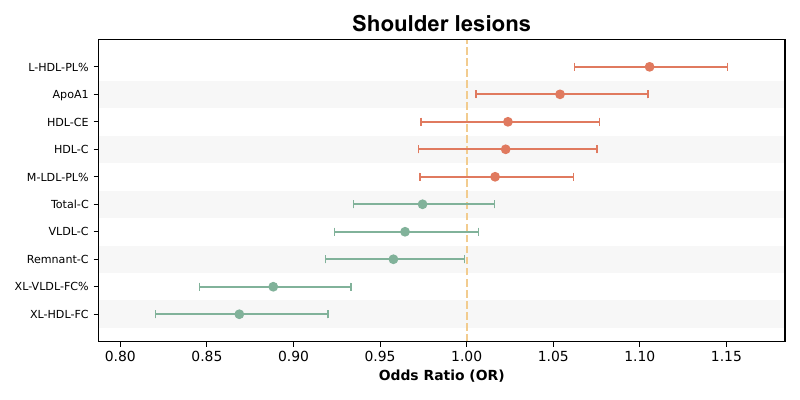 Shoulder lesions
L-HDL-PL%
ApoA1
HDL-CE
HDL-C
M-LDL-PL%
Total-C
VLDL-C
Remnant-C
XL-VLDL-FC%
XL-HDL-FC
0.80 0.85 0.90 0.95 1.00 1.05 1.10 1.15
Odds Ratio (OR)